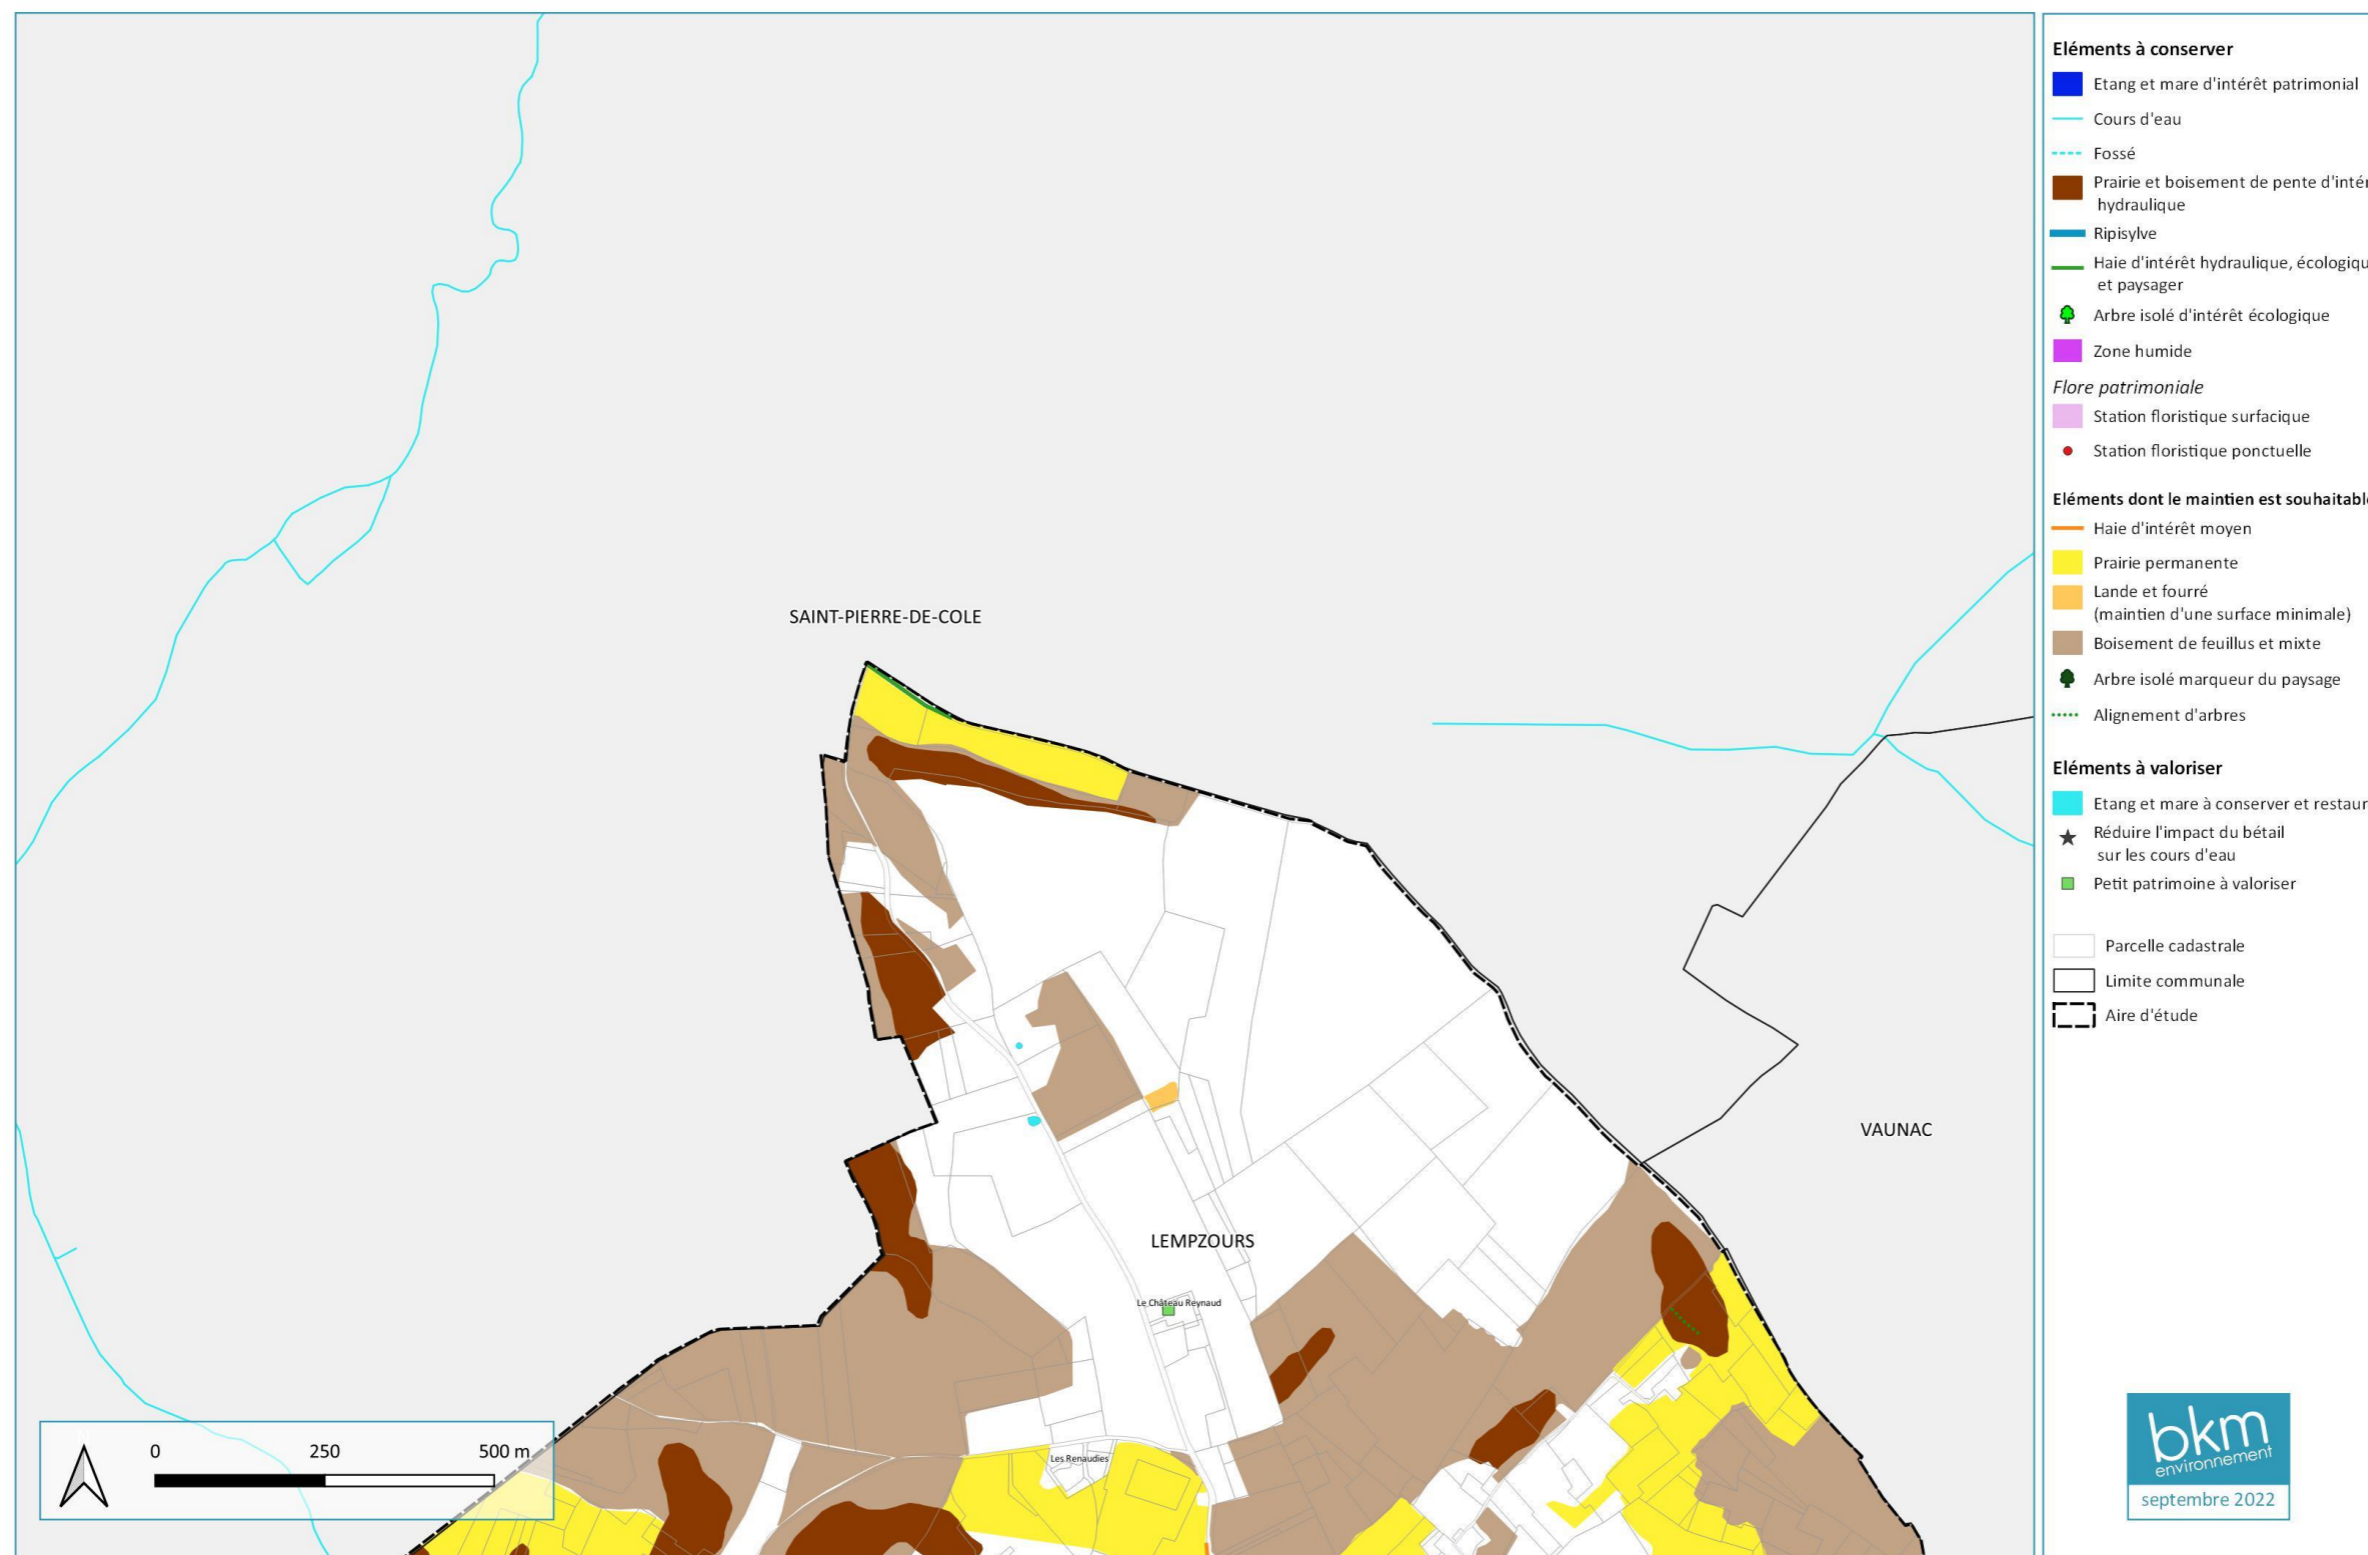 SAINT-PIERRE-DE-COLE
VAUNAC
LEMPZOURS
Le Château Reynaud
Les Renaudies
0 250 500 m
Eléments à conserver
Etang et mare d'intérêt patrimonial
Cours d'eau
Fossé
Prairie et boisement de pente d'intér
hydraulique
Ripisylve
Haie d'intérêt hydraulique, écologiqu
et paysager
Arbre isolé d'intérêt écologique
Zone humide
Flore patrimoniale
Station floristique surfacique
Station floristique ponctuelle
Eléments dont le maintien est souhaitable
Haie d'intérêt moyen
Prairie permanente
Lande et fourré
(maintien d'une surface minimale)
Boisement de feuillus et mixte
Arbre isolé marqueur du paysage
Alignement d'arbres
Eléments à valoriser
Etang et mare à conserver et restaur
Réduire l'impact du bétail
sur les cours d'eau
Petit patrimoine à valoriser
Parcelle cadastrale
Limite communale
Aire d'étude
bkm
environnement
septembre 2022